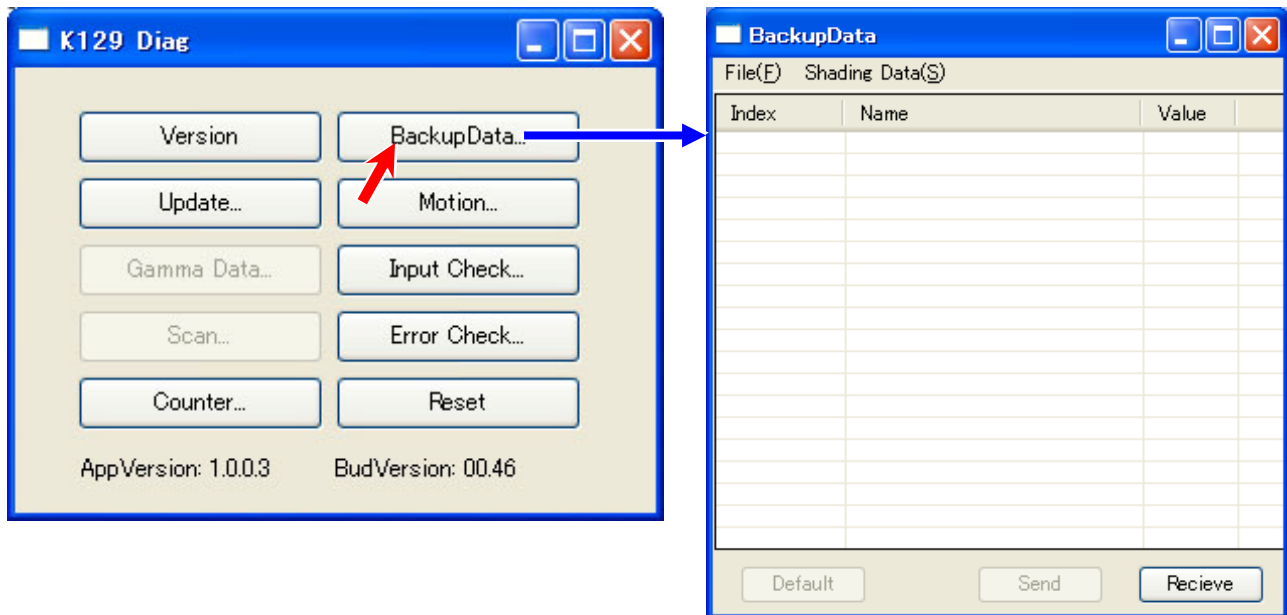 K129 Diag
Version
BackupData...
Update...
Motion...
Gamma Data...
Input Check...
Scan...
Error Check...
Counter...
Reset
AppVersion: 1.0.0.3
BudVersion: 00.46
BackupData
File(F) Shading Data(S)
Index Name Value
Default Send Recieve